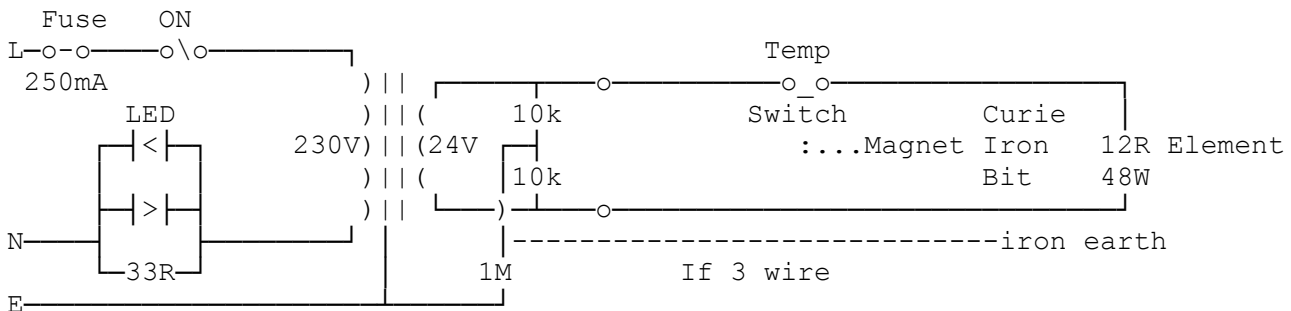 Fuse ON
L
Temp
250mA
LED 10k Switch Curie
230V 24V :...Magnet Iron 12R Element
10k Bit 48W
N iron earth
33R 1M If 3 wire
E